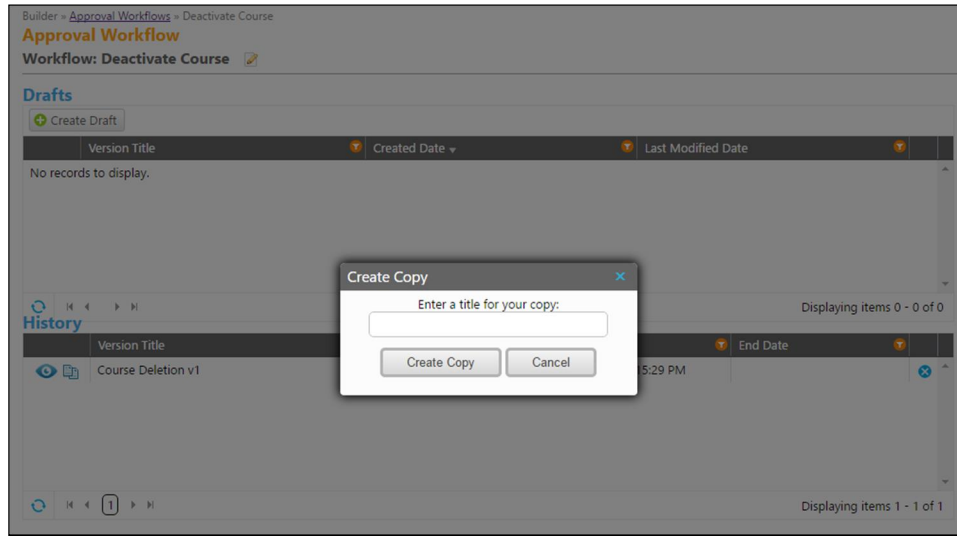 Builder » Approval Workflows » Deactivate Course
Approval Workflow
Workflow: Deactivate Course
Drafts
Create Draft
Version Title Created Date Last Modified Date
No records to display.
Displaying items 0 - 0 of 0
Create Copy
Enter a title for your copy:
Create Copy Cancel
History
Version Title End Date
Course Deletion v1 5:29 PM
1 Displaying items 1 - 1 of 1